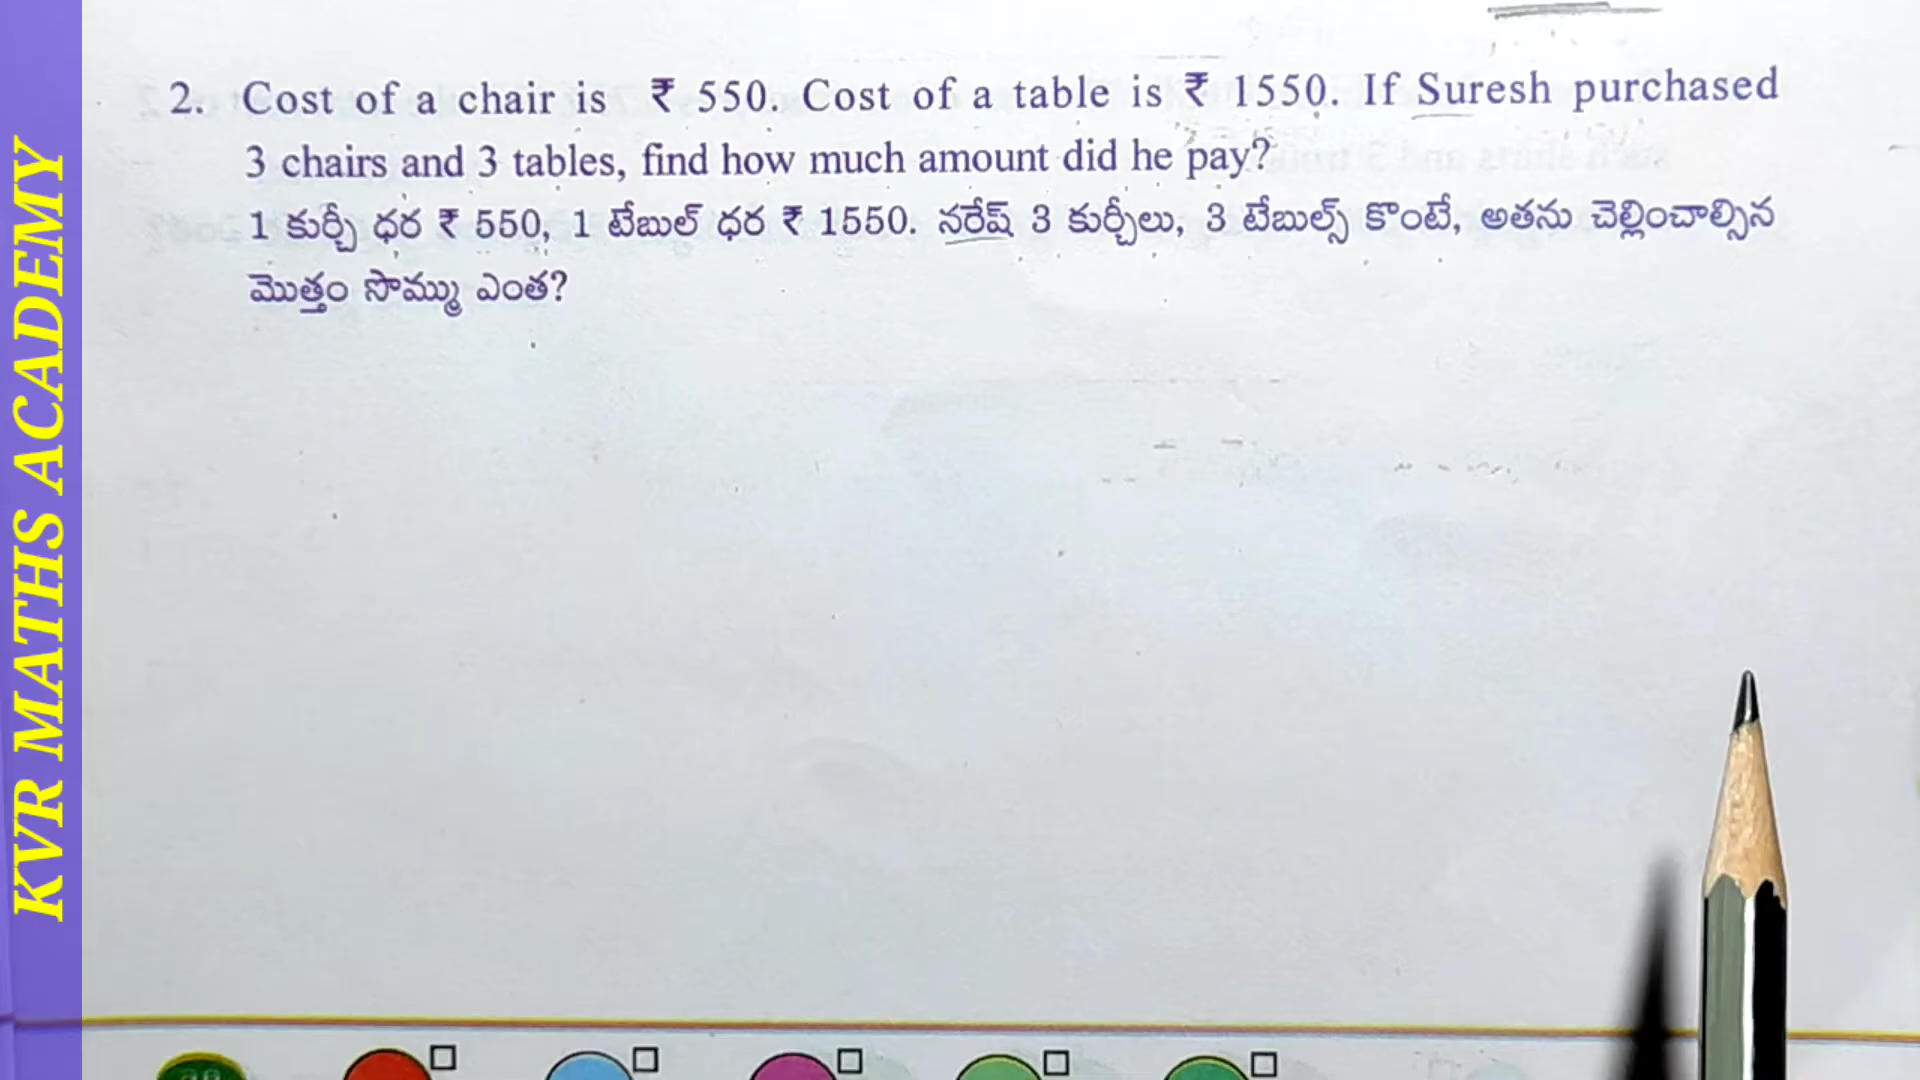 KVR MATHS ACADEMY
2. Cost of a chair is ₹ 550. Cost of a table is ₹ 1550. If Suresh purchased
3 chairs and 3 tables, find how much amount did he pay?
1 కుర్చీ ధర ₹ 550, 1 టేబుల్ ధర ₹ 1550. నరేష్ 3 కుర్చీలు, 3 టేబుల్స్ కొంటే, అతను చెల్లించాల్సిన
మొత్తం సొమ్ము ఎంత?